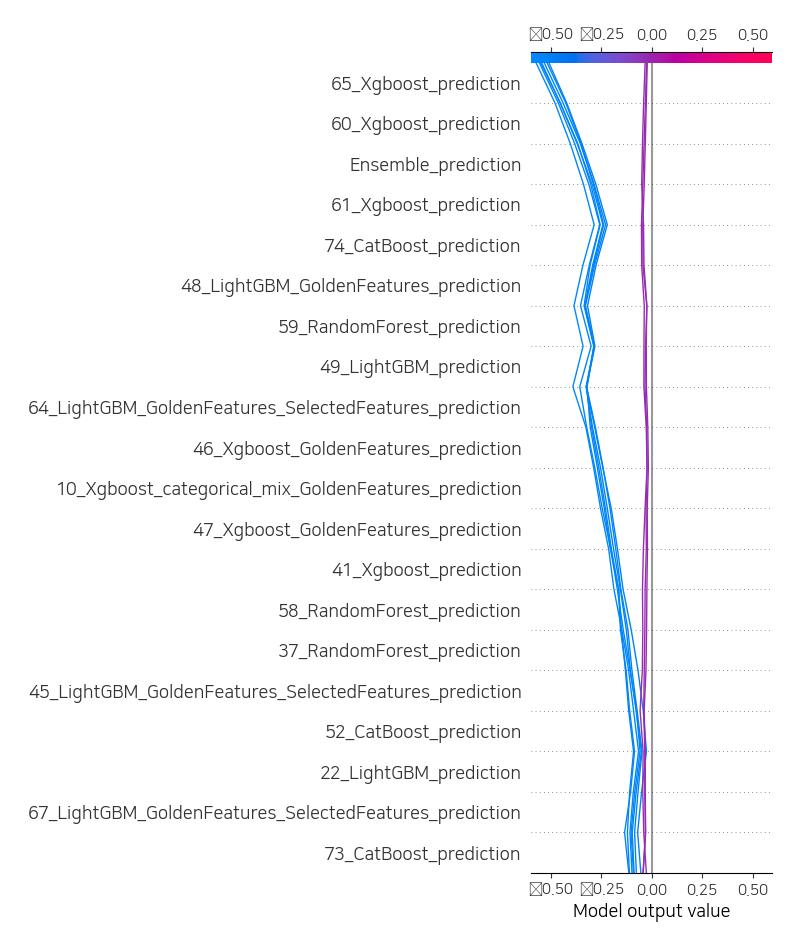 0.50 0.25 0.00 0.25 0.50
65_Xgboost_prediction
60_Xgboost_prediction
Ensemble_prediction
61_Xgboost_prediction
74_CatBoost_prediction
48_LightGBM_GoldenFeatures_prediction
59_RandomForest_prediction
49_LightGBM_prediction
64_LightGBM_GoldenFeatures_SelectedFeatures_prediction
46_Xgboost_GoldenFeatures_prediction
10_Xgboost_categorical_mix_GoldenFeatures_prediction
47_Xgboost_GoldenFeatures_prediction
41_Xgboost_prediction
58_RandomForest_prediction
37_RandomForest_prediction
45_LightGBM_GoldenFeatures_SelectedFeatures_prediction
52_CatBoost_prediction
22_LightGBM_prediction
67_LightGBM_GoldenFeatures_SelectedFeatures_prediction
73_CatBoost_prediction
0.50 0.25 0.00 0.25 0.50
Model output value